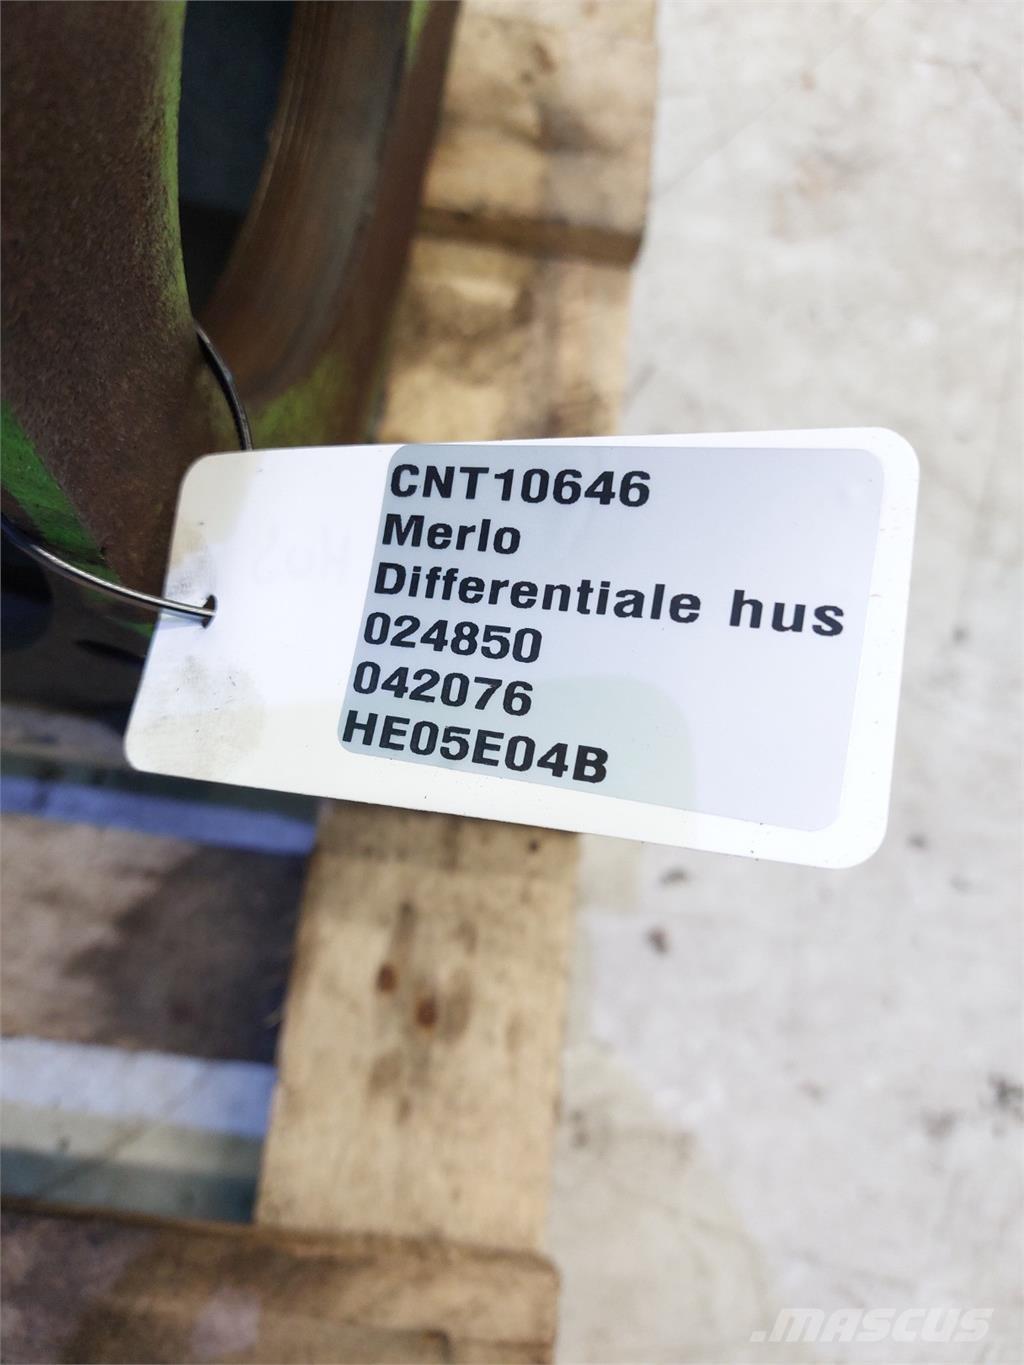 CNT10646
Merlo
Differentiale hus
024850
042076
HE05E04B
.MASCUS